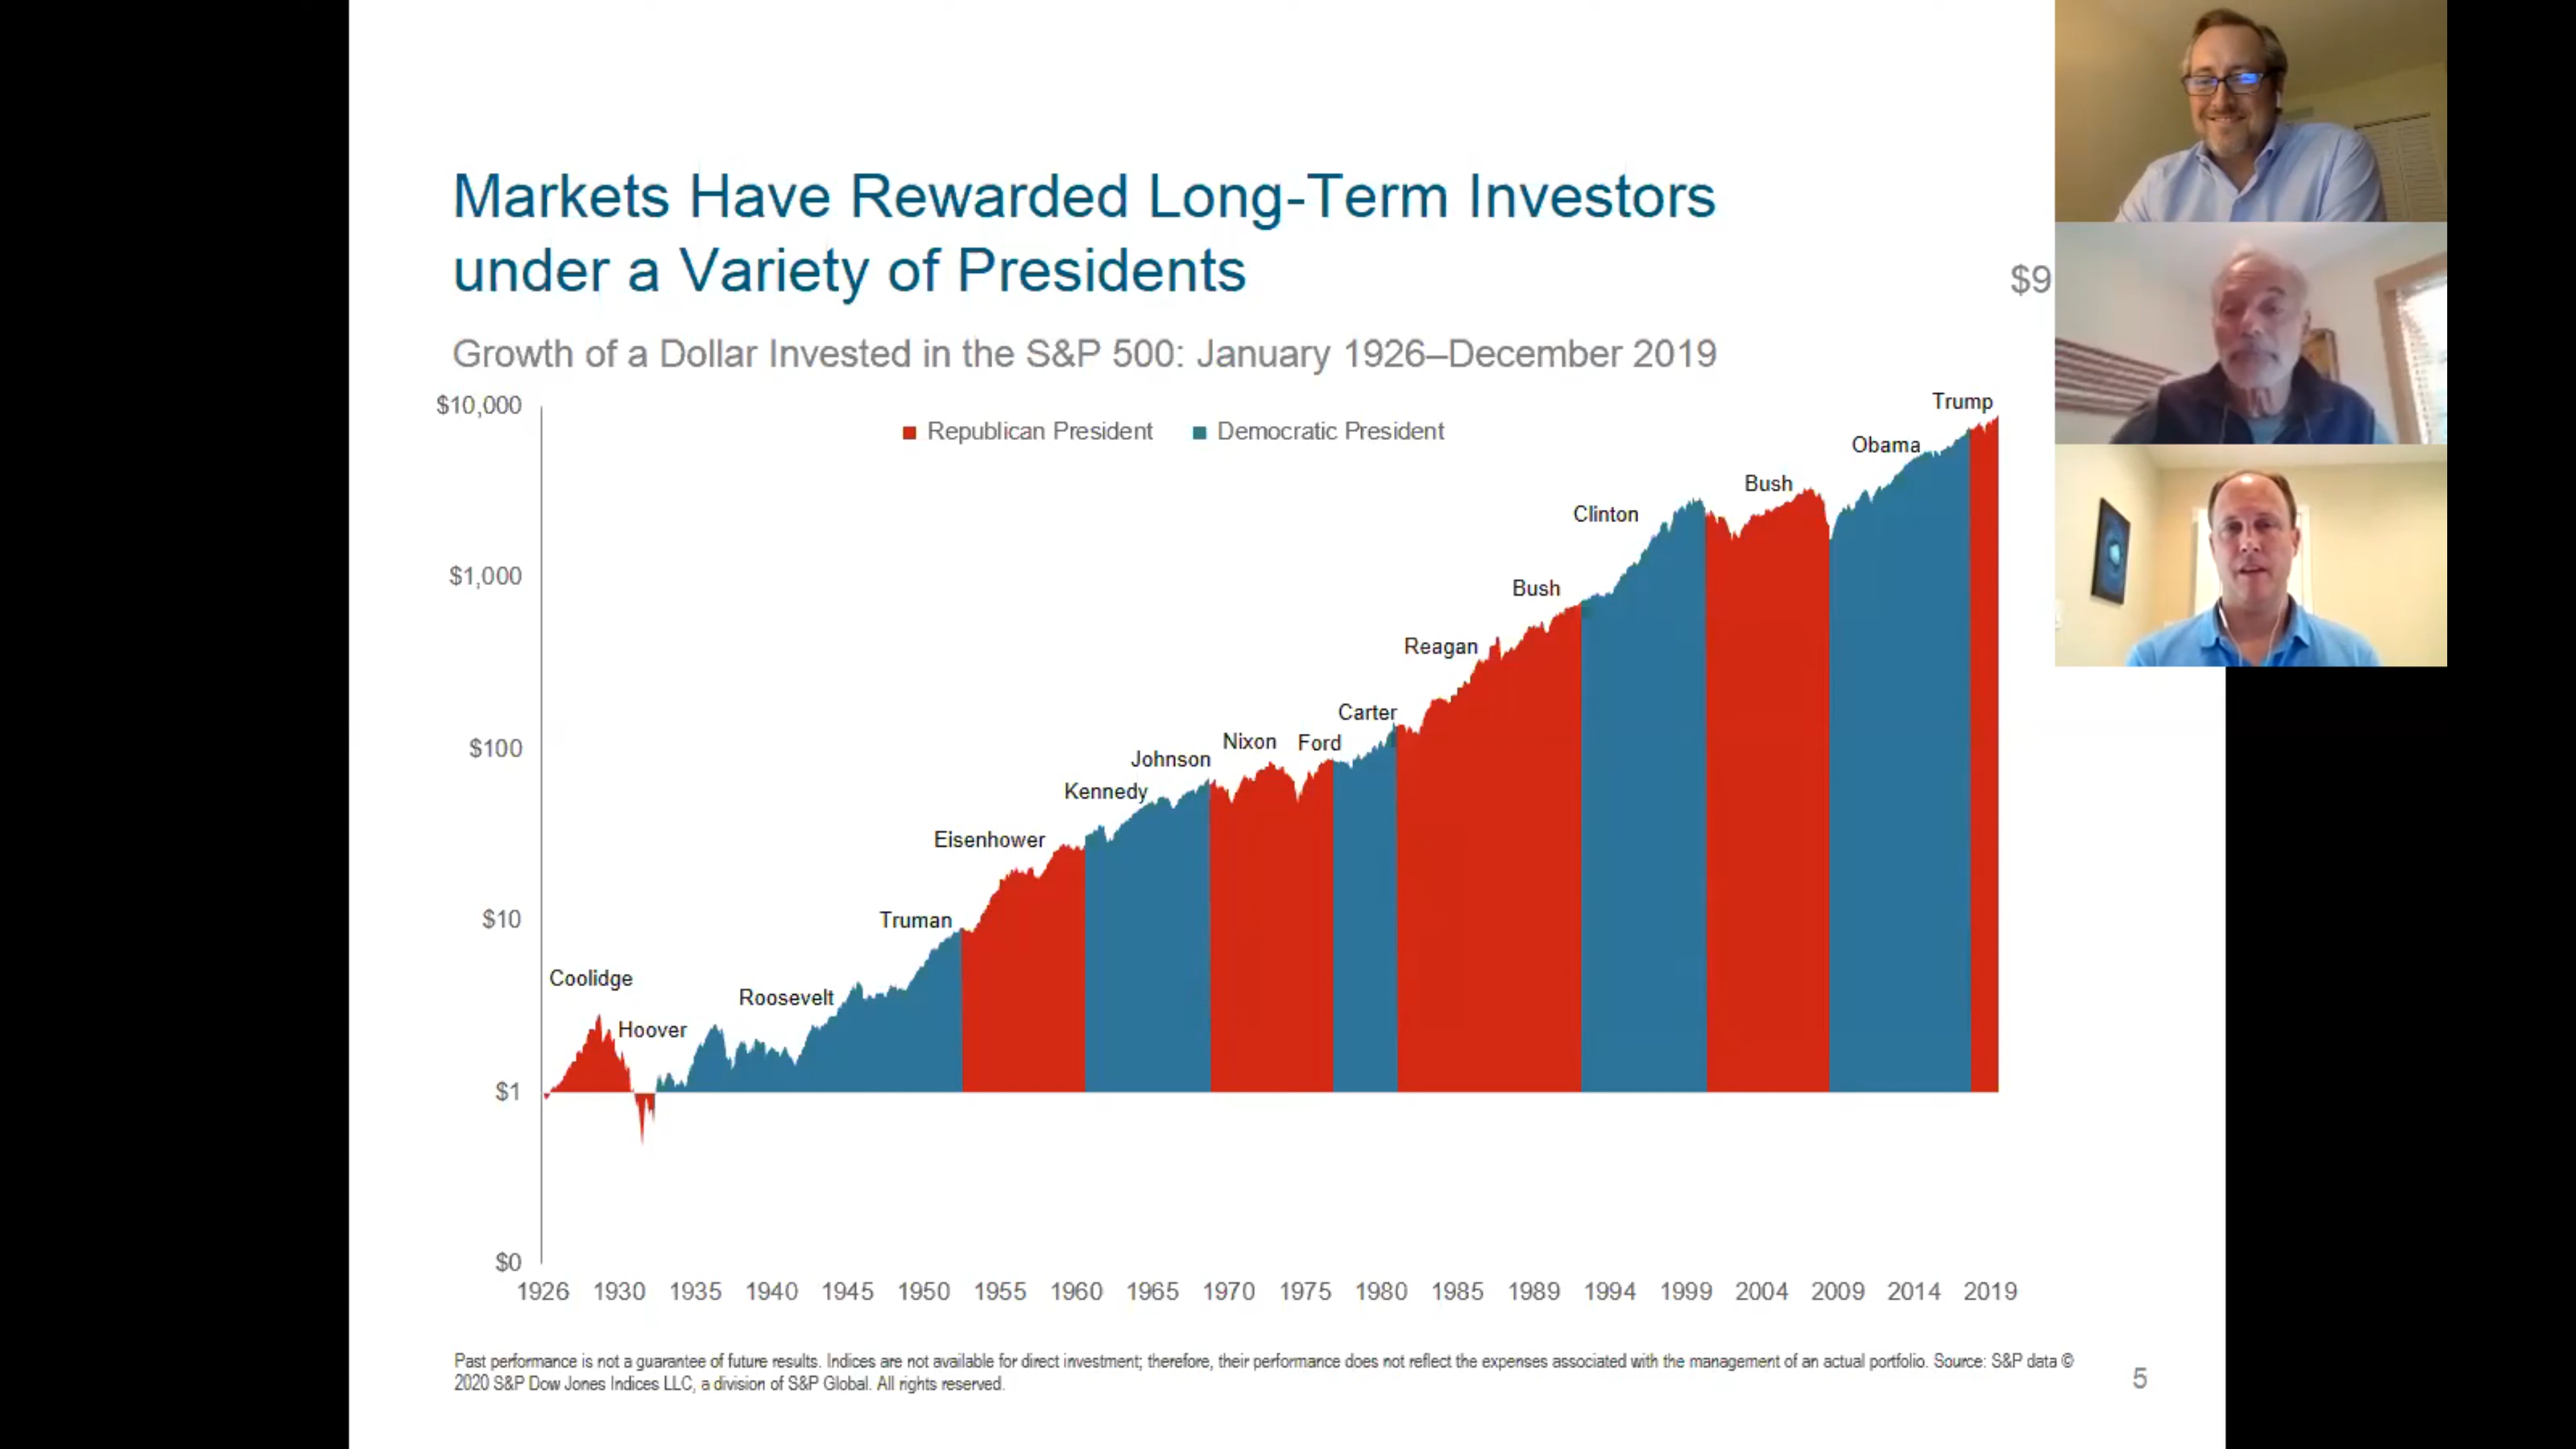 Markets Have Rewarded Long-Term Investors
under a Variety of Presidents
$9
Growth of a Dollar Invested in the S&P 500: January 1926–December 2019
Republican President
Democratic President
$10,000
$1,000
$100
$10
$1
$0
Coolidge
Hoover
Roosevelt
Truman
Eisenhower
Kennedy
Johnson
Nixon
Ford
Carter
Reagan
Bush
Clinton
Bush
Obama
Trump
1926 1930 1935 1940 1945 1950 1955 1960 1965 1970 1975 1980 1985 1989 1994 1999 2004 2009 2014 2019
Past performance is not a guarantee of future results. Indices are not available for direct investment; therefore, their performance does not reflect the expenses associated with the management of an actual portfolio. Source: S&P data ©
2020 S&P Dow Jones Indices LLC, a division of S&P Global. All rights reserved.
5